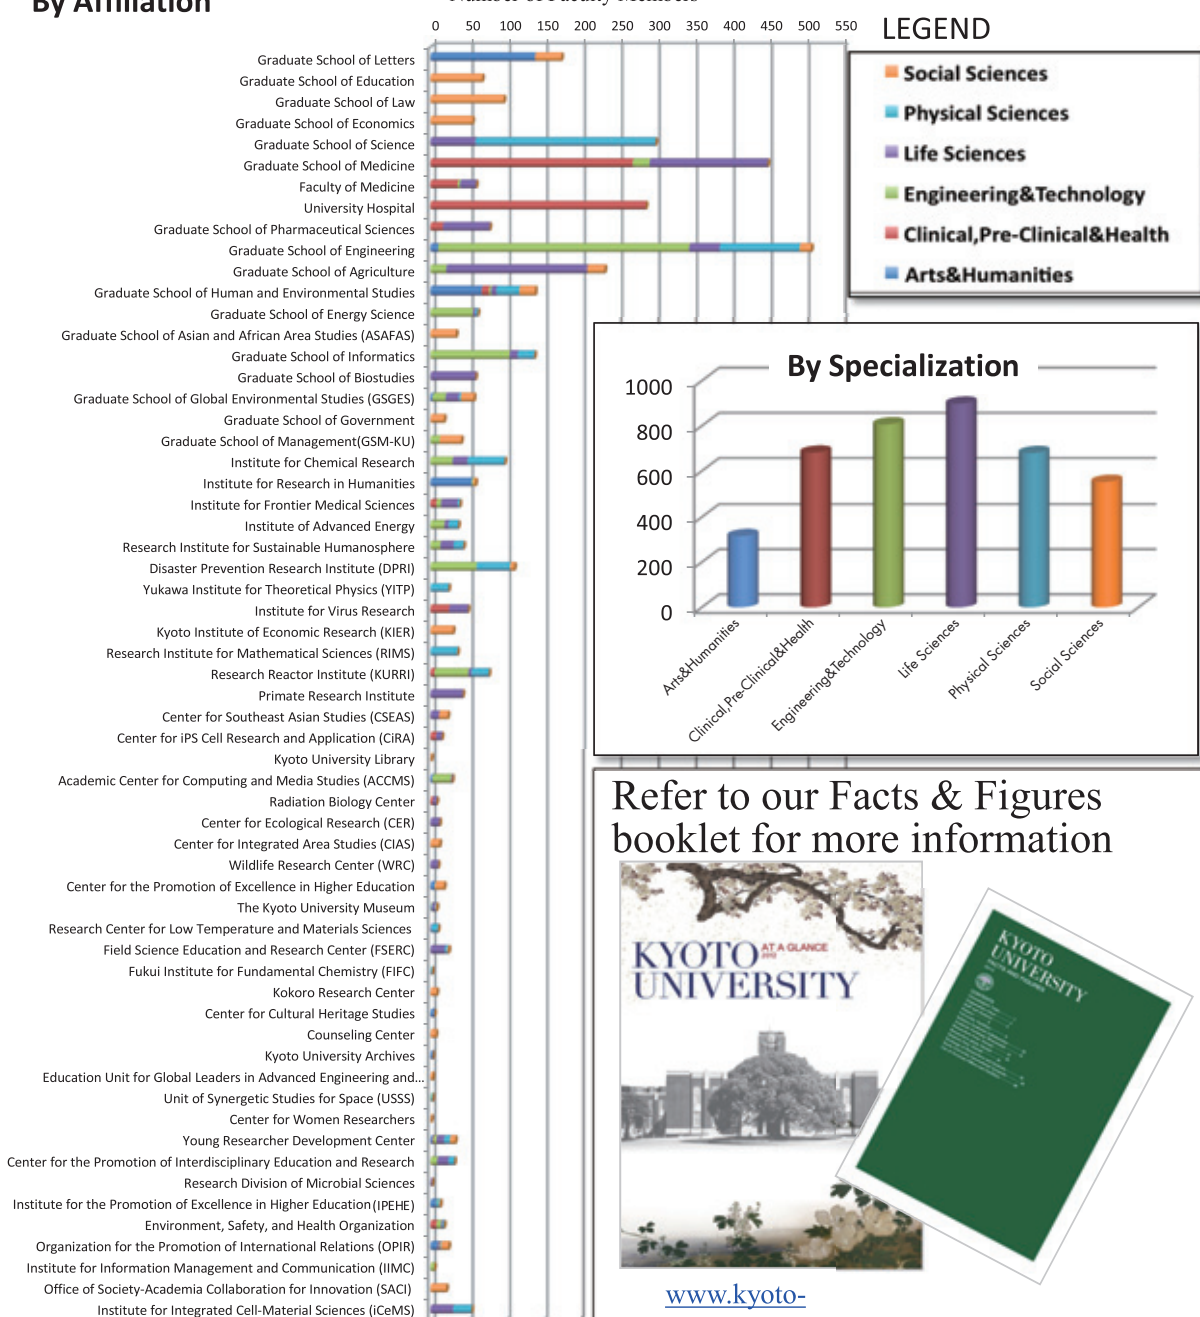 By Affiliation
Number of Faculty Members
0 50 100 150 200 250 300 350 400 450 500 550
Graduate School of Letters
Graduate School of Education
Graduate School of Law
Graduate School of Economics
Graduate School of Science
Graduate School of Medicine
Faculty of Medicine
University Hospital
Graduate School of Pharmaceutical Sciences
Graduate School of Engineering
Graduate School of Agriculture
Graduate School of Human and Environmental Studies
Graduate School of Energy Science
Graduate School of Asian and African Area Studies (ASAFAS)
Graduate School of Informatics
Graduate School of Biostudies
Graduate School of Global Environmental Studies (GSGES)
Graduate School of Government
Graduate School of Management(GSM-KU)
Institute for Chemical Research
Institute for Research in Humanities
Institute for Frontier Medical Sciences
Institute of Advanced Energy
Research Institute for Sustainable Humanosphere
Disaster Prevention Research Institute (DPRI)
Yukawa Institute for Theoretical Physics (YITP)
Institute for Virus Research
Kyoto Institute of Economic Research (KIER)
Research Institute for Mathematical Sciences (RIMS)
Research Reactor Institute (KURRI)
Primate Research Institute
Center for Southeast Asian Studies (CSEAS)
Center for iPS Cell Research and Application (CiRA)
Kyoto University Library
Academic Center for Computing and Media Studies (ACCMS)
Radiation Biology Center
Center for Ecological Research (CER)
Center for Integrated Area Studies (CIAS)
Wildlife Research Center (WRC)
Center for the Promotion of Excellence in Higher Education
The Kyoto University Museum
Research Center for Low Temperature and Materials Sciences
Field Science Education and Research Center (FSERC)
Fukui Institute for Fundamental Chemistry (FIFC)
Kokoro Research Center
Center for Cultural Heritage Studies
Counseling Center
Kyoto University Archives
Education Unit for Global Leaders in Advanced Engineering and...
Unit of Synergetic Studies for Space (USSS)
Center for Women Researchers
Young Researcher Development Center
Center for the Promotion of Interdisciplinary Education and Research
Research Division of Microbial Sciences
Institute for the Promotion of Excellence in Higher Education(IPEHE)
Environment, Safety, and Health Organization
Organization for the Promotion of International Relations (OPIR)
Institute for Information Management and Communication (IIMC)
Office of Society-Academia Collaboration for Innovation (SACI)
Institute for Integrated Cell-Material Sciences (iCeMS)
LEGEND
Social Sciences
Physical Sciences
Life Sciences
Engineering&Technology
Clinical,Pre-Clinical&Health
Arts&Humanities
By Specialization
1000
800
600
400
200
0
Arts&Humanities
Clinical,Pre-Clinical&Health
Engineering&Technology
Life Sciences
Physical Sciences
Social Sciences
Refer to our Facts & Figures
booklet for more information
KYOTO AT A GLANCE
UNIVERSITY
KYOTO
UNIVERSITY
FACTS AND FIGURES
www.kyoto-